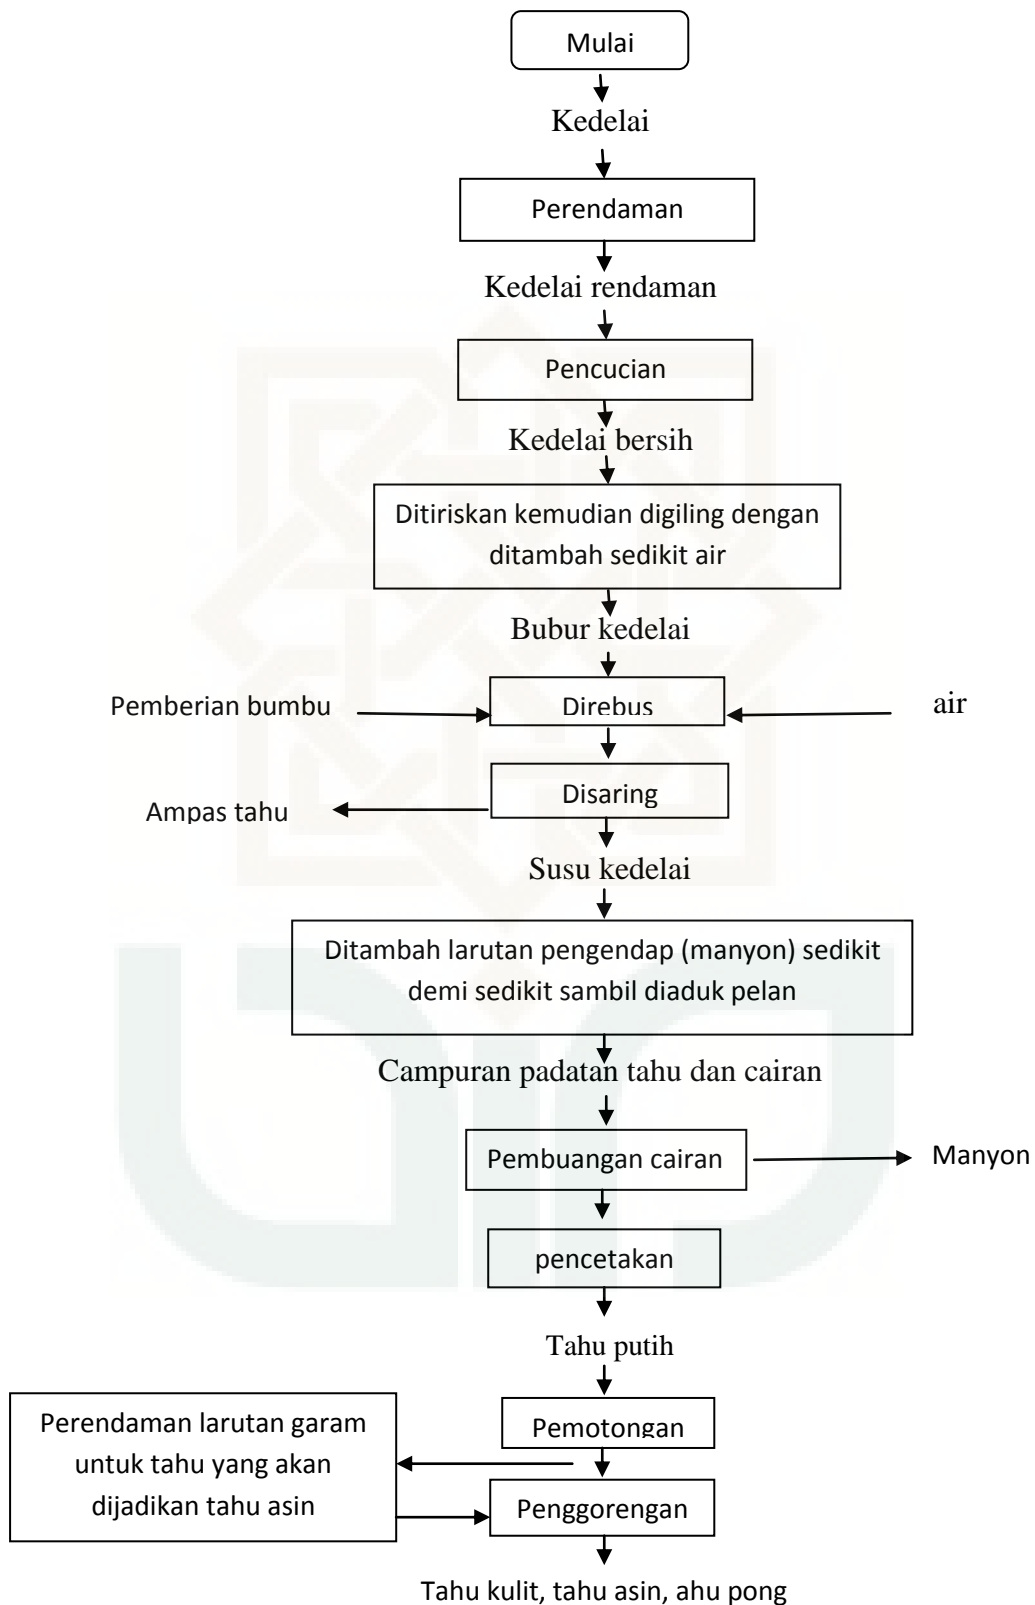 Mulai
Kedelai
Perendaman
Kedelai rendaman
Pencucian
Kedelai bersih
Ditiriskan kemudian digiling dengan
ditambah sedikit air
Bubur kedelai
Pemberian bumbu
Direbus
air
Disaring
Ampas tahu
Susu kedelai
Ditambah larutan pengendap (manyon) sedikit
demi sedikit sambil diaduk pelan
Campuran padatan tahu dan cairan
Pembuangan cairan
Manyon
pencetakan
Tahu putih
Pemotongan
Perendaman larutan garam
untuk tahu yang akan
dijadikan tahu asin
Penggorengan
Tahu kulit, tahu asin, ahu pong